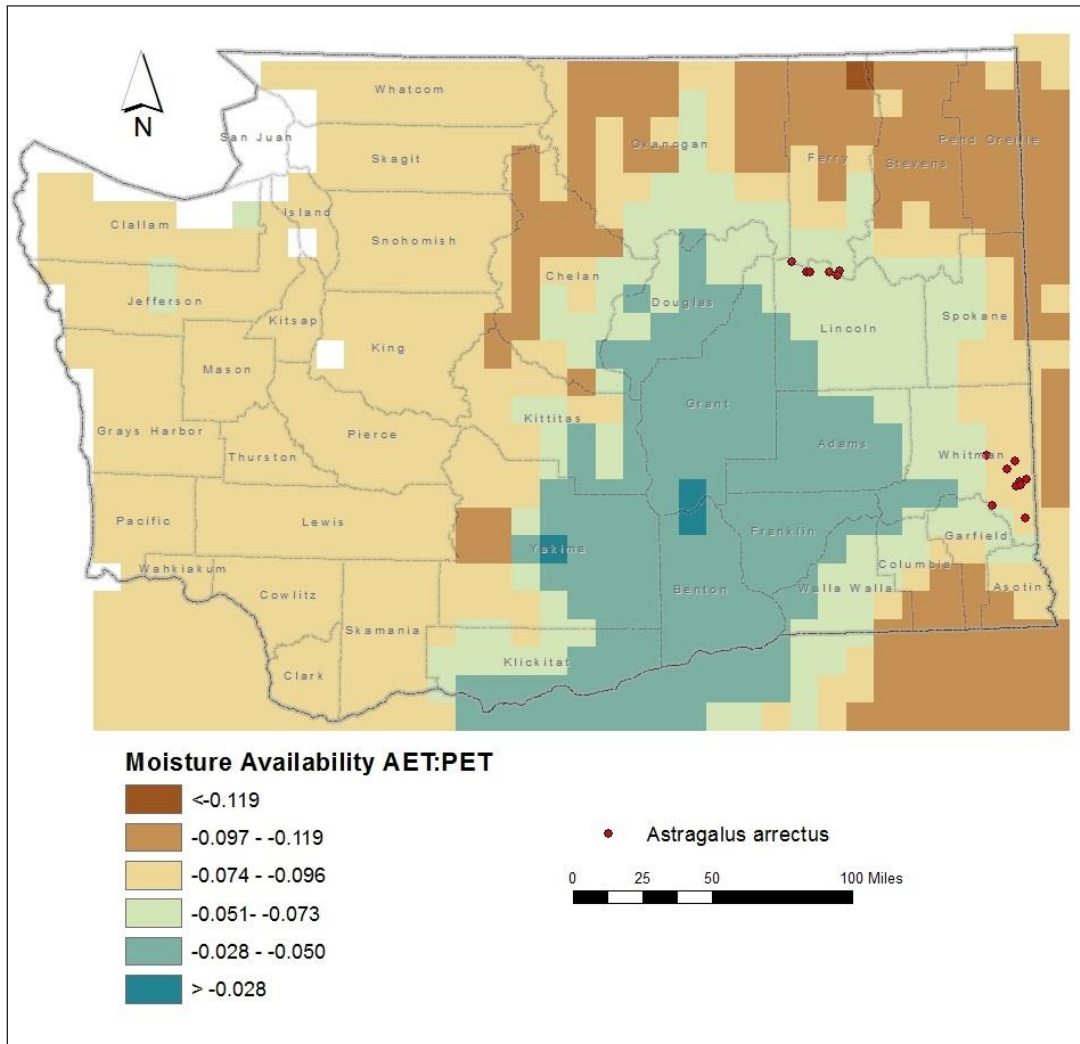 N
Whatcom
San Juan
Okanogan
Pend Oreille
Skagit
Ferry
Stevens
Island
Clallam
Snohomish
Chelan
Jefferson
Douglas
Kitsap
Lincoln
Spokane
King
Mason
Grant
Kittitas
Grays Harbor
Pierce
Adams
Whitman
Thurston
Pacific
Lewis
Franklin
Garfield
Yakima
Wahkiakum
Columbia
Cowlitz
Benton
Walla Walla
Asotin
Skamania
Klickitat
Clark
Moisture Availability AET:PET
<-0.119
-0.097 - -0.119
-0.074 - -0.096
-0.051- -0.073
-0.028 - -0.050
> -0.028
Astragalus arrectus
0 25 50 100 Miles